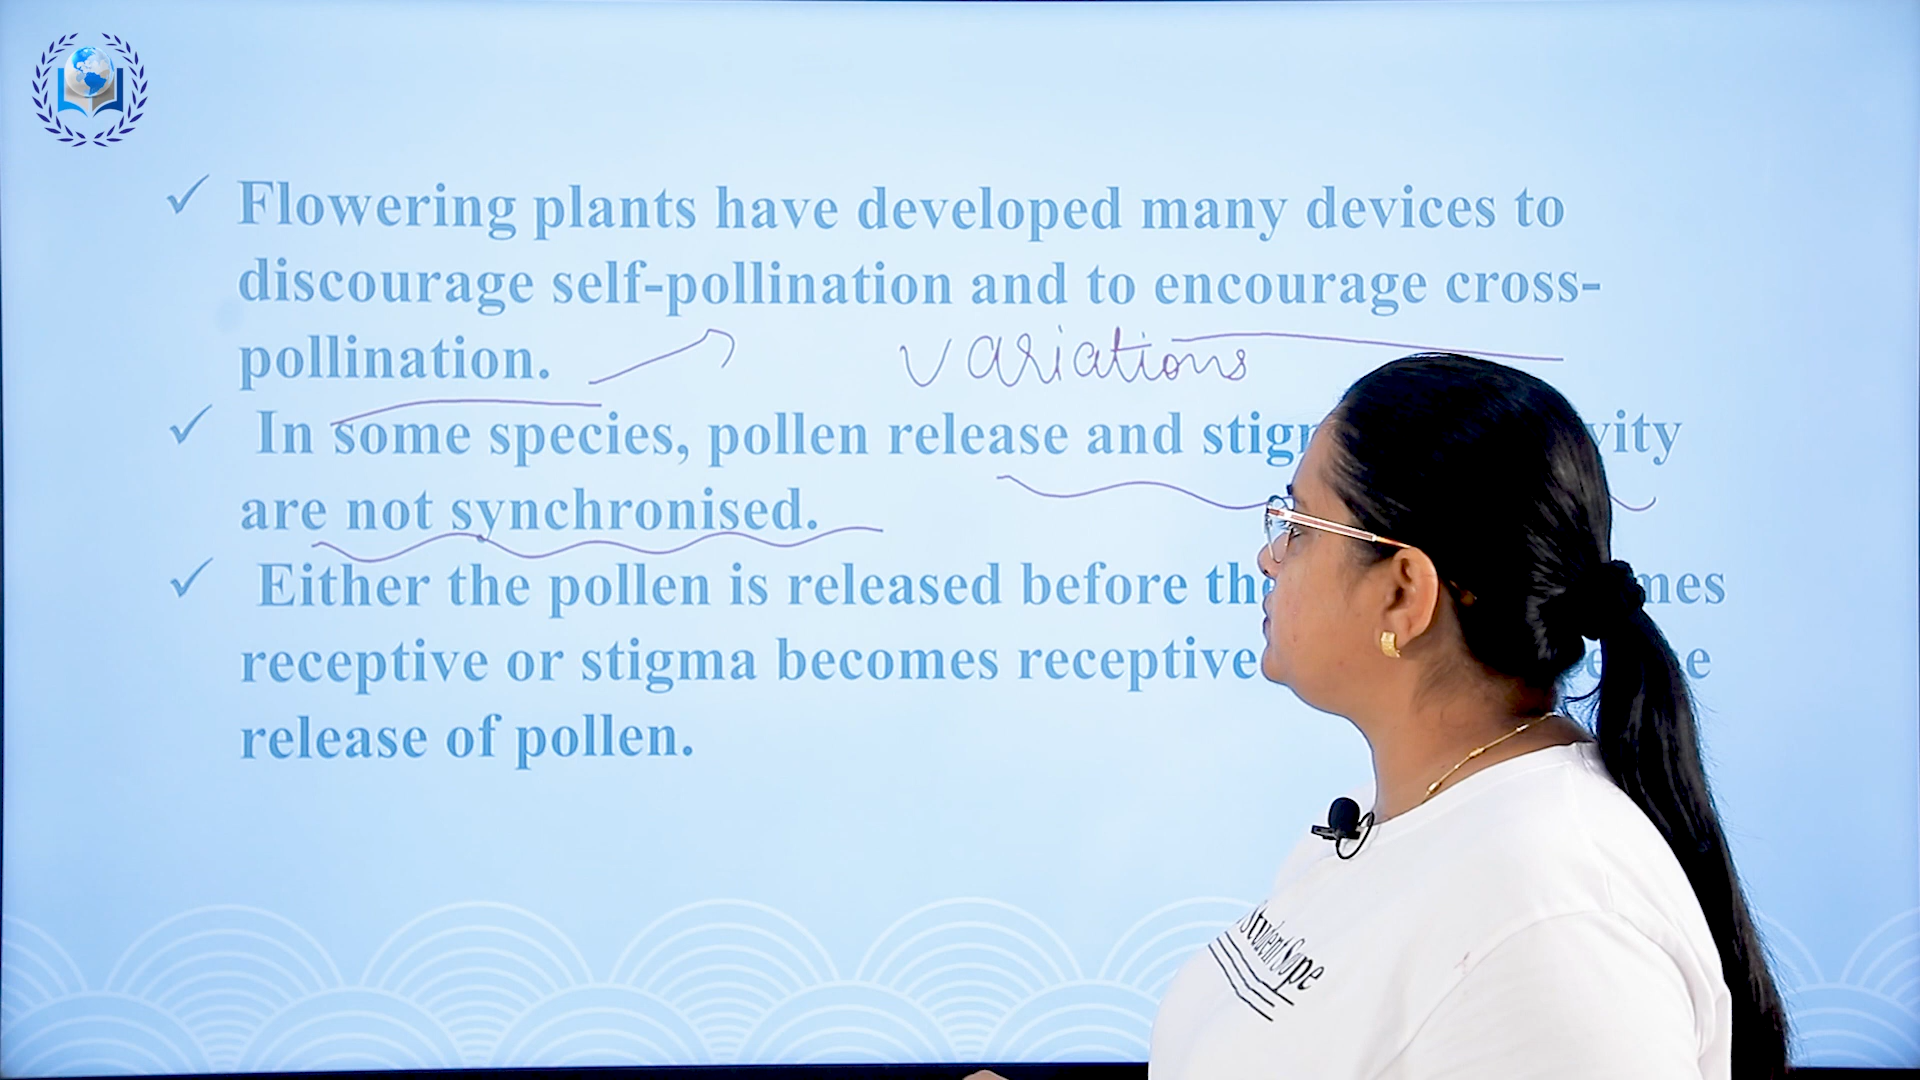 Flowering plants have developed many devices to
discourage self-pollination and to encourage cross-
pollination.
variations
In some species, pollen release and
are not synchronised.
Either the pollen is released before
receptive or stigma becomes receptive
release of pollen.